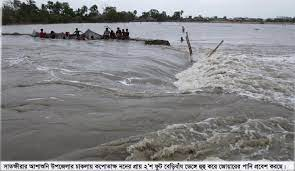 সাতক্ষীরার আশাশুনি উপজেলার চাকলায় কপোতাক্ষ নদের প্রায় ২’শ ফুট বেড়িবাঁধ ভেঙ্গে হু হু করে জোয়ারের পানি প্রবেশ করছে।